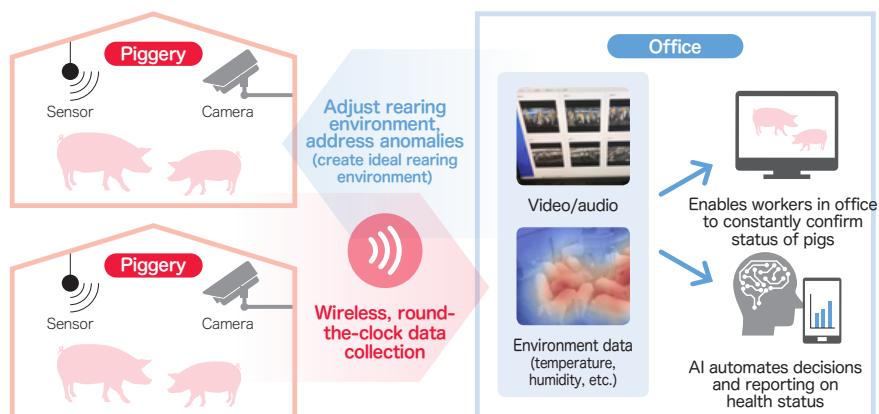 Piggery
Sensor
Camera
Piggery
Sensor
Camera
Adjust rearing
environment,
address anomalies
(create ideal rearing
environment)
Wireless, round-
the-clock data
collection
Office
Video/audio
Environment data
(temperature,
humidity, etc.)
Enables workers in office
to constantly confirm
status of pigs
AI automates decisions
and reporting on
health status